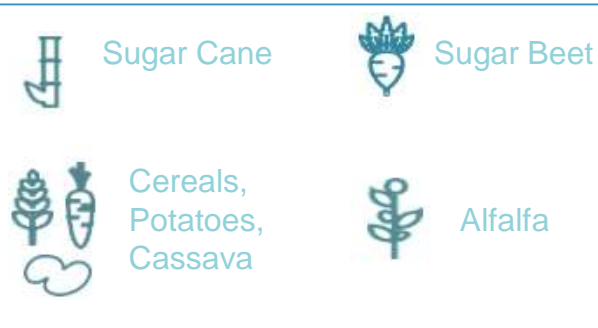 Sugar Cane
Sugar Beet
Cereals,
Potatoes,
Cassava
Alfalfa